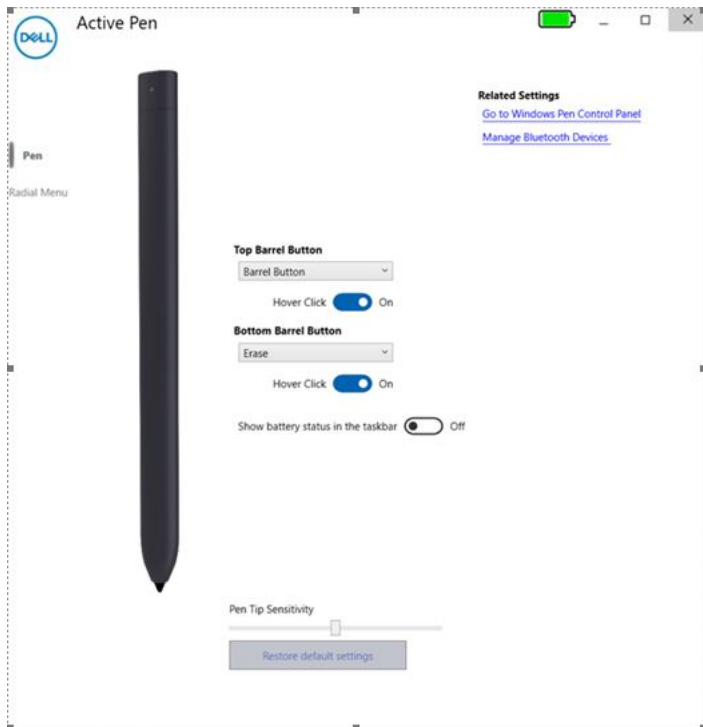 DELL
Active Pen
Related Settings
Go to Windows Pen Control Panel
Manage Bluetooth Devices
Pen
Radial Menu
Top Barrel Button
Barrel Button
Hover Click On
Bottom Barrel Button
Erase
Hover Click On
Show battery status in the taskbar Off
Pen Tip Sensitivity
Restore default settings